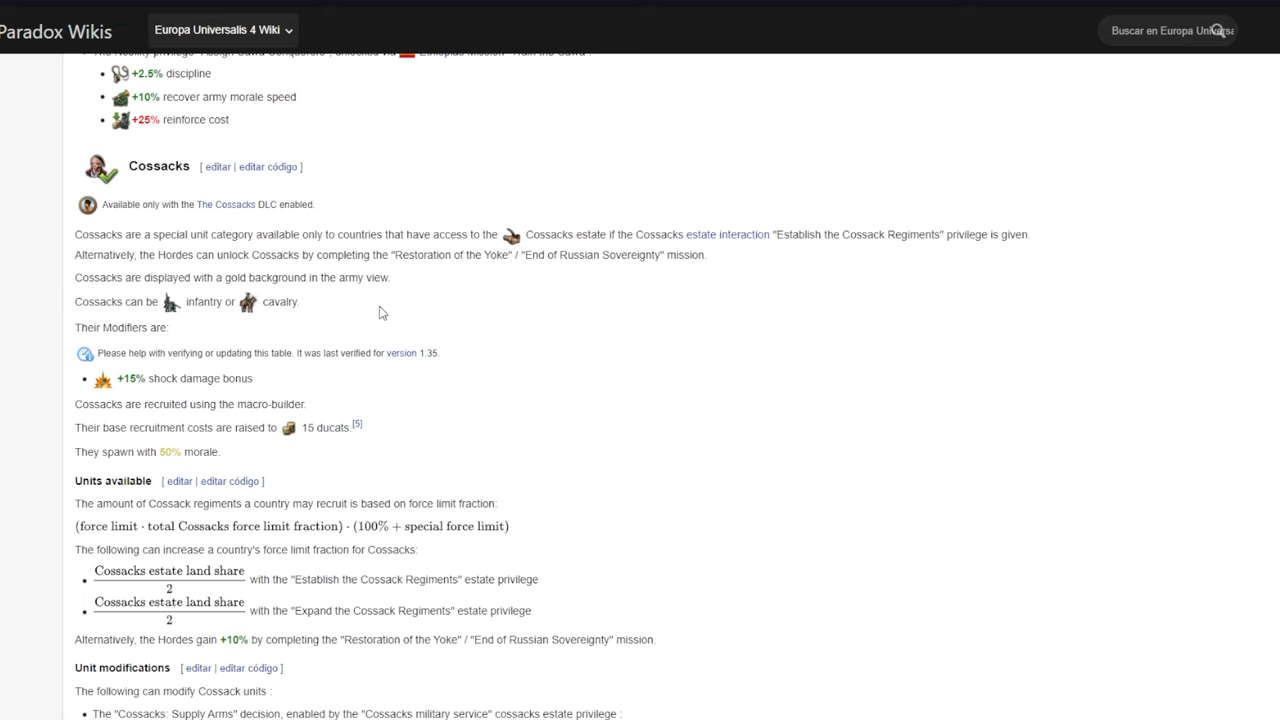 Paradox Wikis
Europa Universalis 4 Wiki
Buscar en Europa Universa
+2.5% discipline
+10% recover army morale speed
+25% reinforce cost
Cossacks [ editar | editar código ]
Available only with the The Cossacks DLC enabled.
Cossacks are a special unit category available only to countries that have access to the Cossacks estate if the Cossacks estate interaction "Establish the Cossack Regiments" privilege is given.
Alternatively, the Hordes can unlock Cossacks by completing the "Restoration of the Yoke" / "End of Russian Sovereignty" mission.
Cossacks are displayed with a gold background in the army view.
Cossacks can be infantry or cavalry.
Their Modifiers are:
Please help with verifying or updating this table. It was last verified for version 1.35.
+15% shock damage bonus
Cossacks are recruited using the macro-builder.
Their base recruitment costs are raised to 15 ducats.[5]
They spawn with 50% morale.
Units available [ editar | editar código ]
The amount of Cossack regiments a country may recruit is based on force limit fraction:
(force limit · total Cossacks force limit fraction) · (100% + special force limit)
The following can increase a country's force limit fraction for Cossacks:
Cossacks estate land share
2
with the "Establish the Cossack Regiments" estate privilege
Cossacks estate land share
2
with the "Expand the Cossack Regiments" estate privilege
Alternatively, the Hordes gain +10% by completing the "Restoration of the Yoke" / "End of Russian Sovereignty" mission.
Unit modifications [ editar | editar código ]
The following can modify Cossack units :
The "Cossacks: Supply Arms" decision, enabled by the "Cossacks military service" cossacks estate privilege :